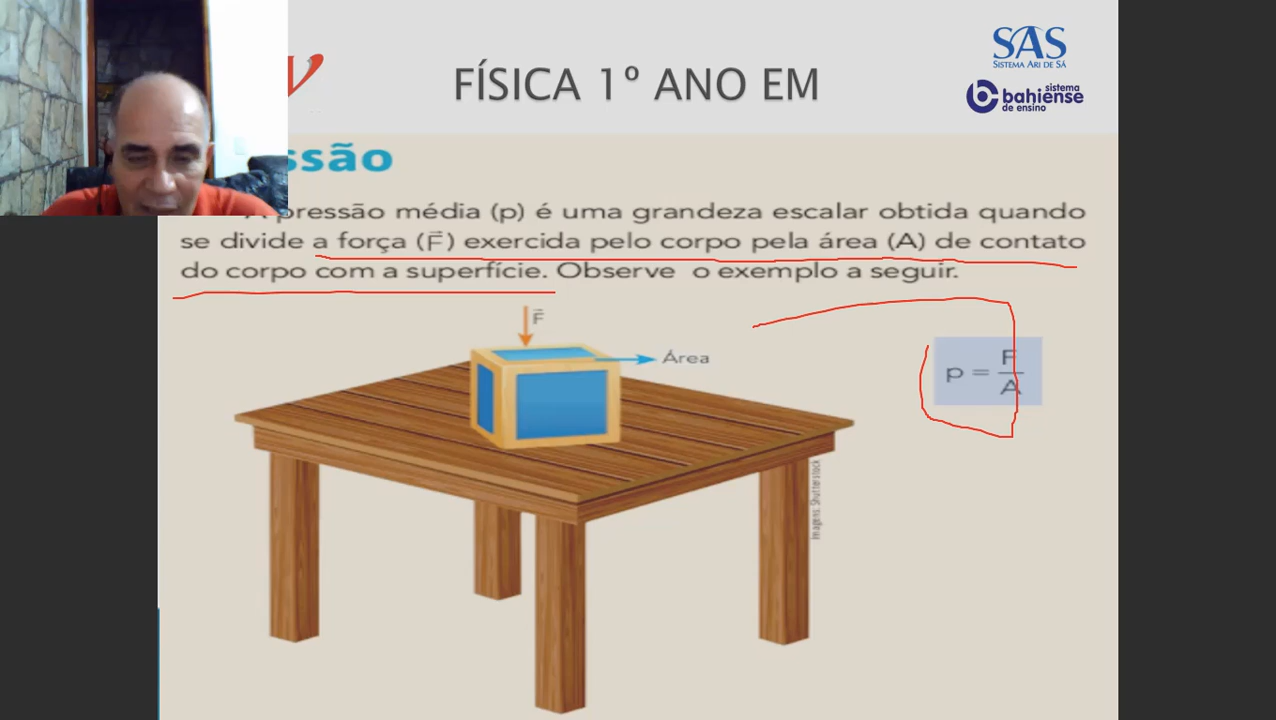 FÍSICA 1º ANO EM
SAS
SISTEMA ARI DE SÁ
sistema
bahiense
de ensino
ssão
A pressão média (p) é uma grandeza escalar obtida quando
se divide a força (F⃗) exercida pelo corpo pela área (A) de contato
do corpo com a superfície. Observe o exemplo a seguir.
F⃗
Área
p = F/A
Imagens: Shutterstock